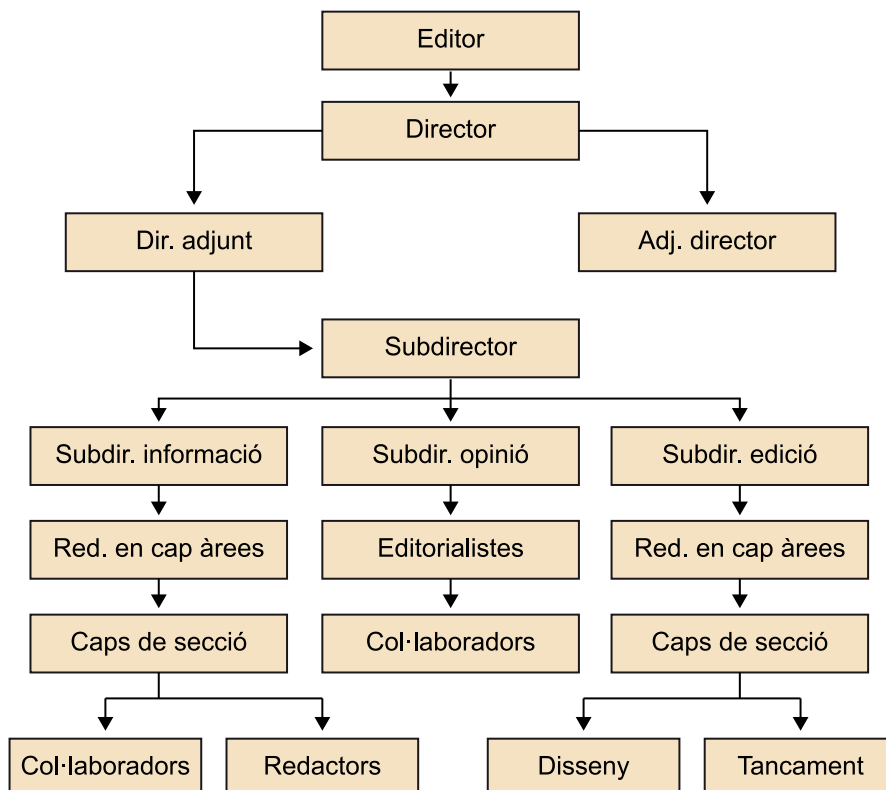 Editor
Director
Dir. adjunt
Adj. director
Subdirector
Subdir. informació
Subdir. opinió
Subdir. edició
Red. en cap àrees
Editorialistes
Red. en cap àrees
Caps de secció
Col·laboradors
Caps de secció
Col·laboradors
Redactors
Disseny
Tancament